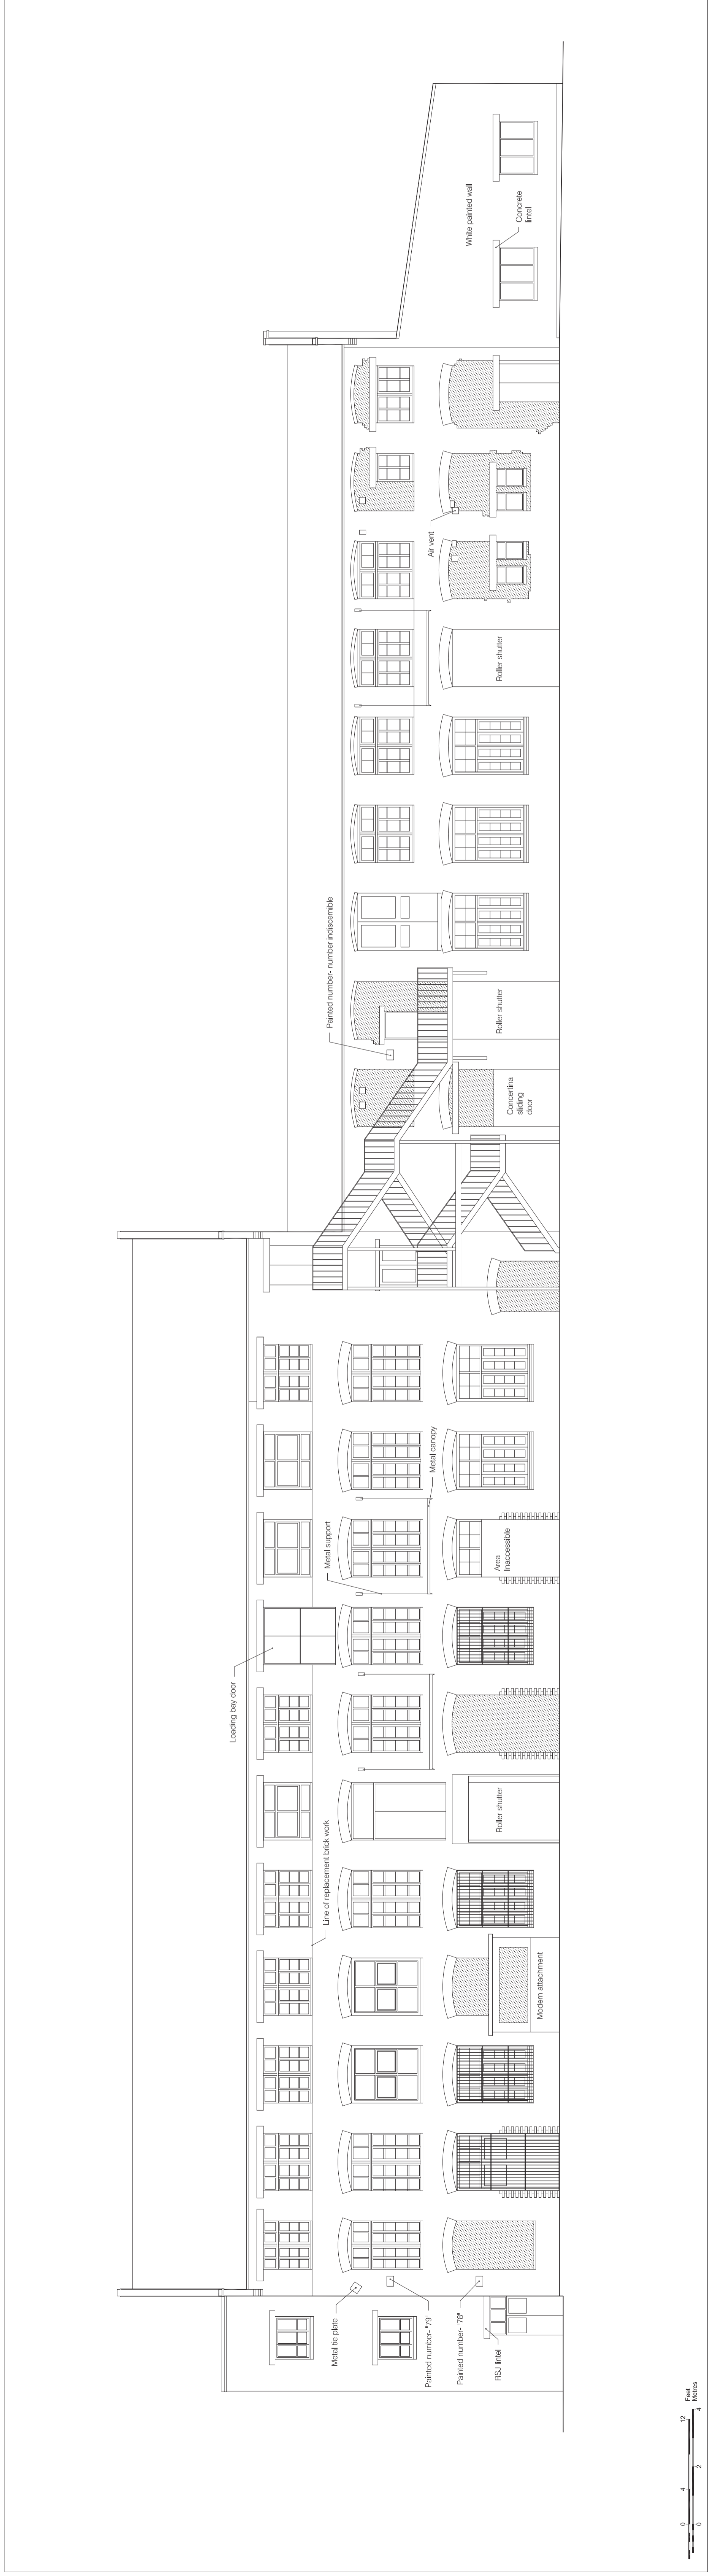 Metal tie plate
Painted number- '79'
Painted number- '78'
RSJ lintel
Line of replacement brick work
Modern attachment
Roller shutter
Loading bay door
Metal support
Metal canopy
Area
Inaccessible
Painted number- number indiscernible
Concertina
sliding
door
Roller shutter
Roller shutter
Air vent
White painted wall
Concrete
lintel
0 4 12 Feet
Metres
0 2 4